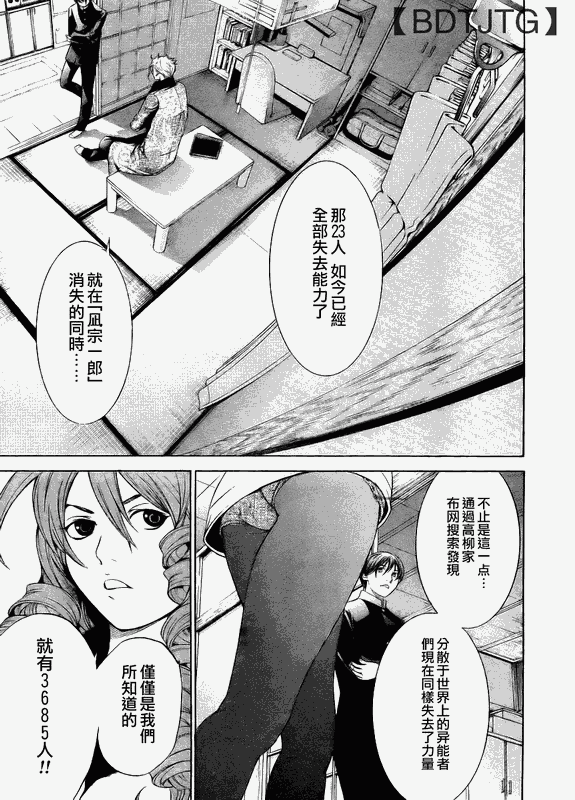 【BDTJTG】
那23人 如今已經
全部失去能力了
就在「凪宗一郎」
消失的同時……
不止是這一点…
通過高柳家
布网搜索發現
分散于世界上的异能者
們現在同樣失去了力量
僅僅是我們
所知道的
就有3685人!!